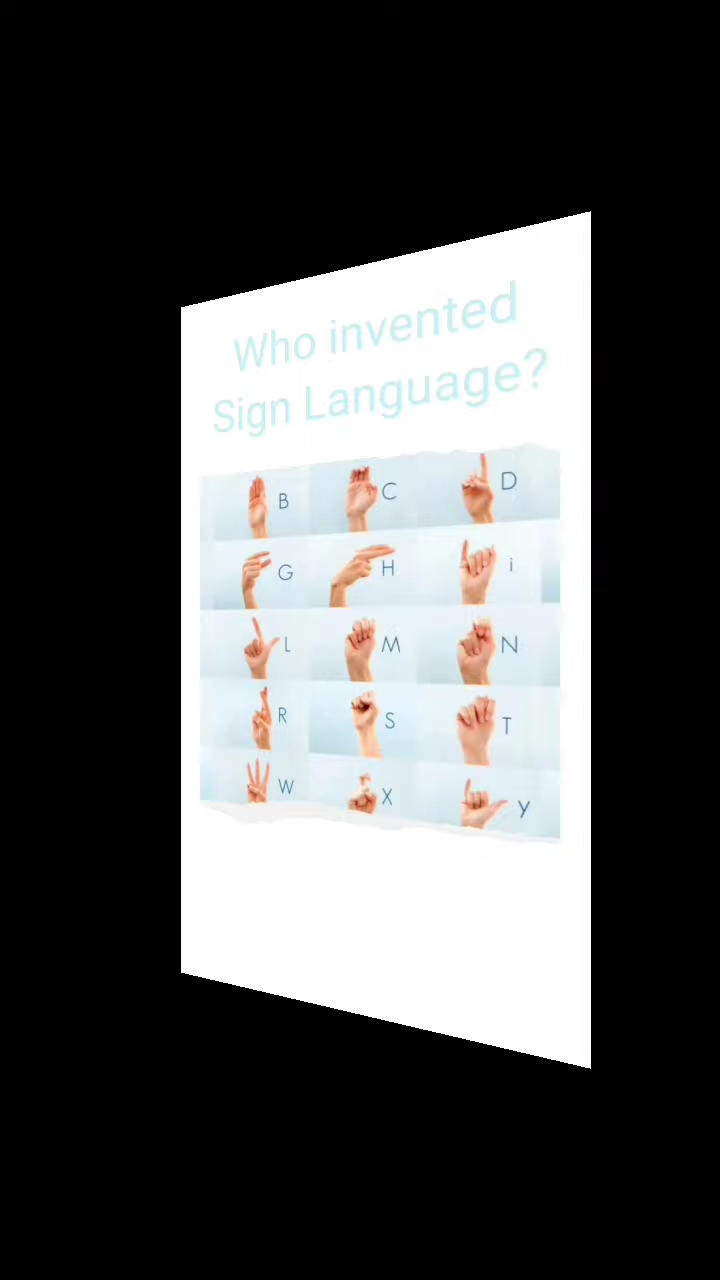 Who invented
Sign Language?
B C D
G H i
L M N
R S T
W X y